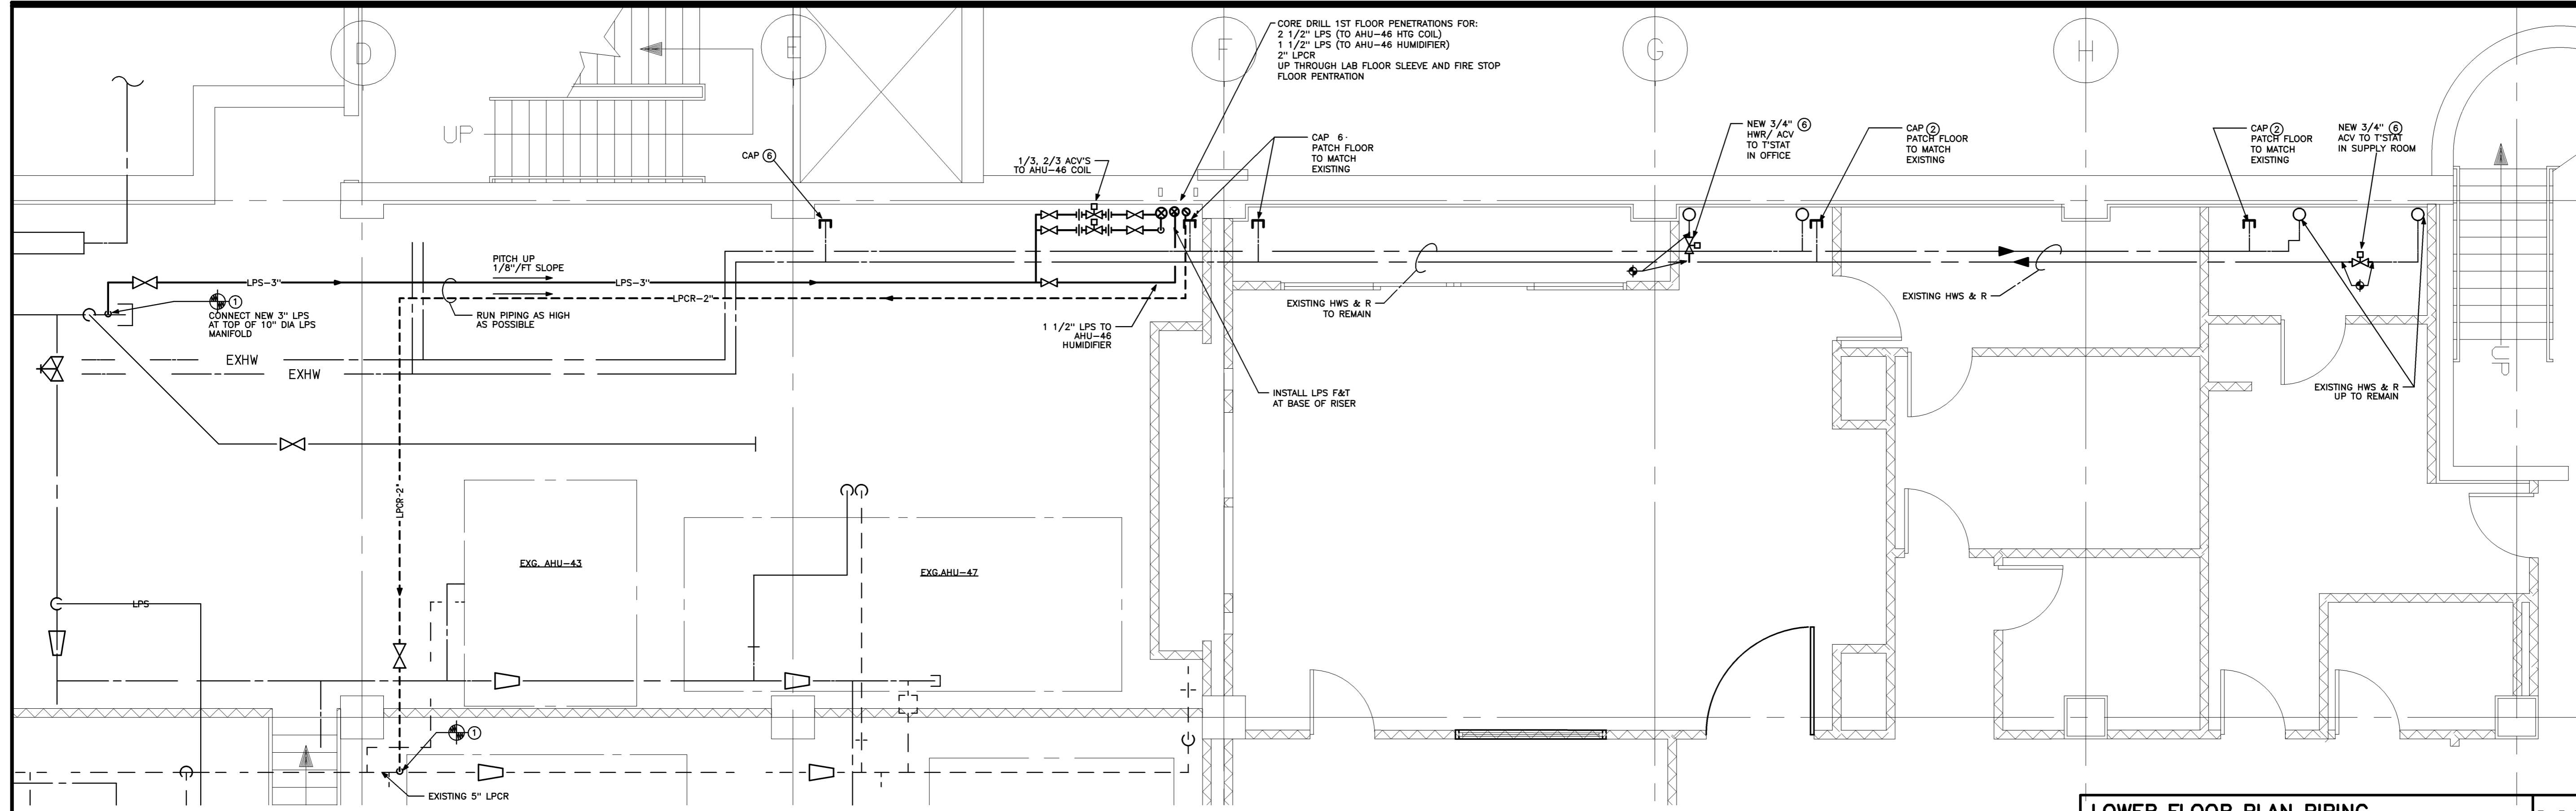 D
E
F
G
H
CORE DRILL 1ST FLOOR PENETRATIONS FOR:
2 1/2" LPS (TO AHU-46 HTG COIL)
1 1/2" LPS (TO AHU-46 HUMIDIFIER)
2" LPCR
UP THROUGH LAB FLOOR SLEEVE AND FIRE STOP
FLOOR PENTRATION
UP
CAP 6
1/3, 2/3 ACV'S
TO AHU-46 COIL
CAP 6
PATCH FLOOR
TO MATCH
EXISTING
NEW 3/4" 6
HWR/ ACV
TO T'STAT
IN OFFICE
CAP 2
PATCH FLOOR
TO MATCH
EXISTING
CAP 2
PATCH FLOOR
TO MATCH
EXISTING
NEW 3/4" 6
ACV TO T'STAT
IN SUPPLY ROOM
PITCH UP
1/8"/FT SLOPE
LPS-3"
LPS-3"
LPCR-2"
1
CONNECT NEW 3" LPS
AT TOP OF 10" DIA LPS
MANIFOLD
RUN PIPING AS HIGH
AS POSSIBLE
1 1/2" LPS TO
AHU-46
HUMIDIFIER
EXISTING HWS & R
TO REMAIN
EXISTING HWS & R
UP
EXHW
EXHW
INSTALL LPS F&T
AT BASE OF RISER
EXISTING HWS & R
UP TO REMAIN
LPCR-2"
EXG. AHU-43
EXG.AHU-47
LPS
1
EXISTING 5" LPCR
LOWER FLOOR PLAN PIPING